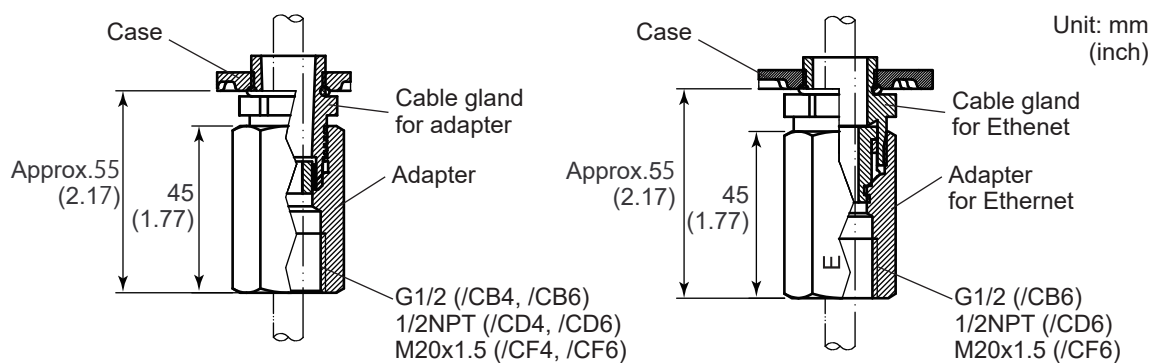 Unit: mm
(inch)
Case
Cable gland
for adapter
Approx.55
(2.17)
45
(1.77)
Adapter
G1/2 (/CB4, /CB6)
1/2NPT (/CD4, /CD6)
M20x1.5 (/CF4, /CF6)
Case
Cable gland
for Ethenet
Approx.55
(2.17)
45
(1.77)
Adapter
for Ethernet
E
G1/2 (/CB6)
1/2NPT (/CD6)
M20x1.5 (/CF6)